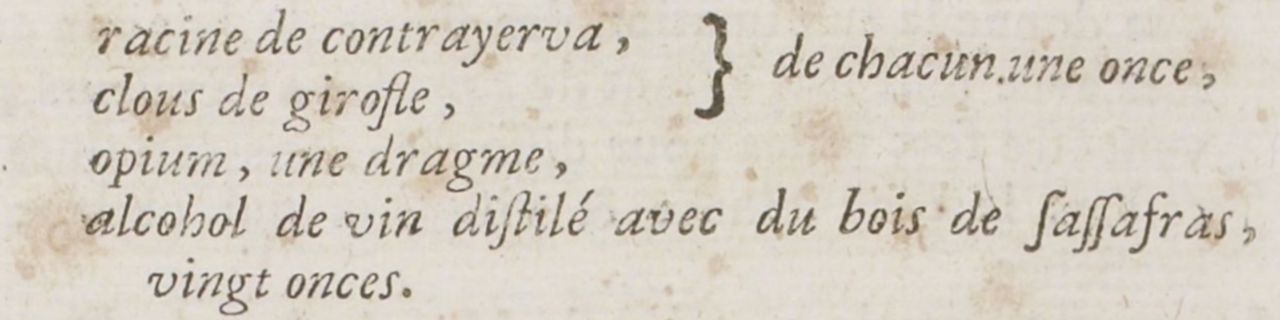 racine de contrayerva,
clous de girofle,
} de chacun une once,
opium, une dragme,
alcohol de vin diſtilé avec du bois de ſaſſafras,
vingt onces.